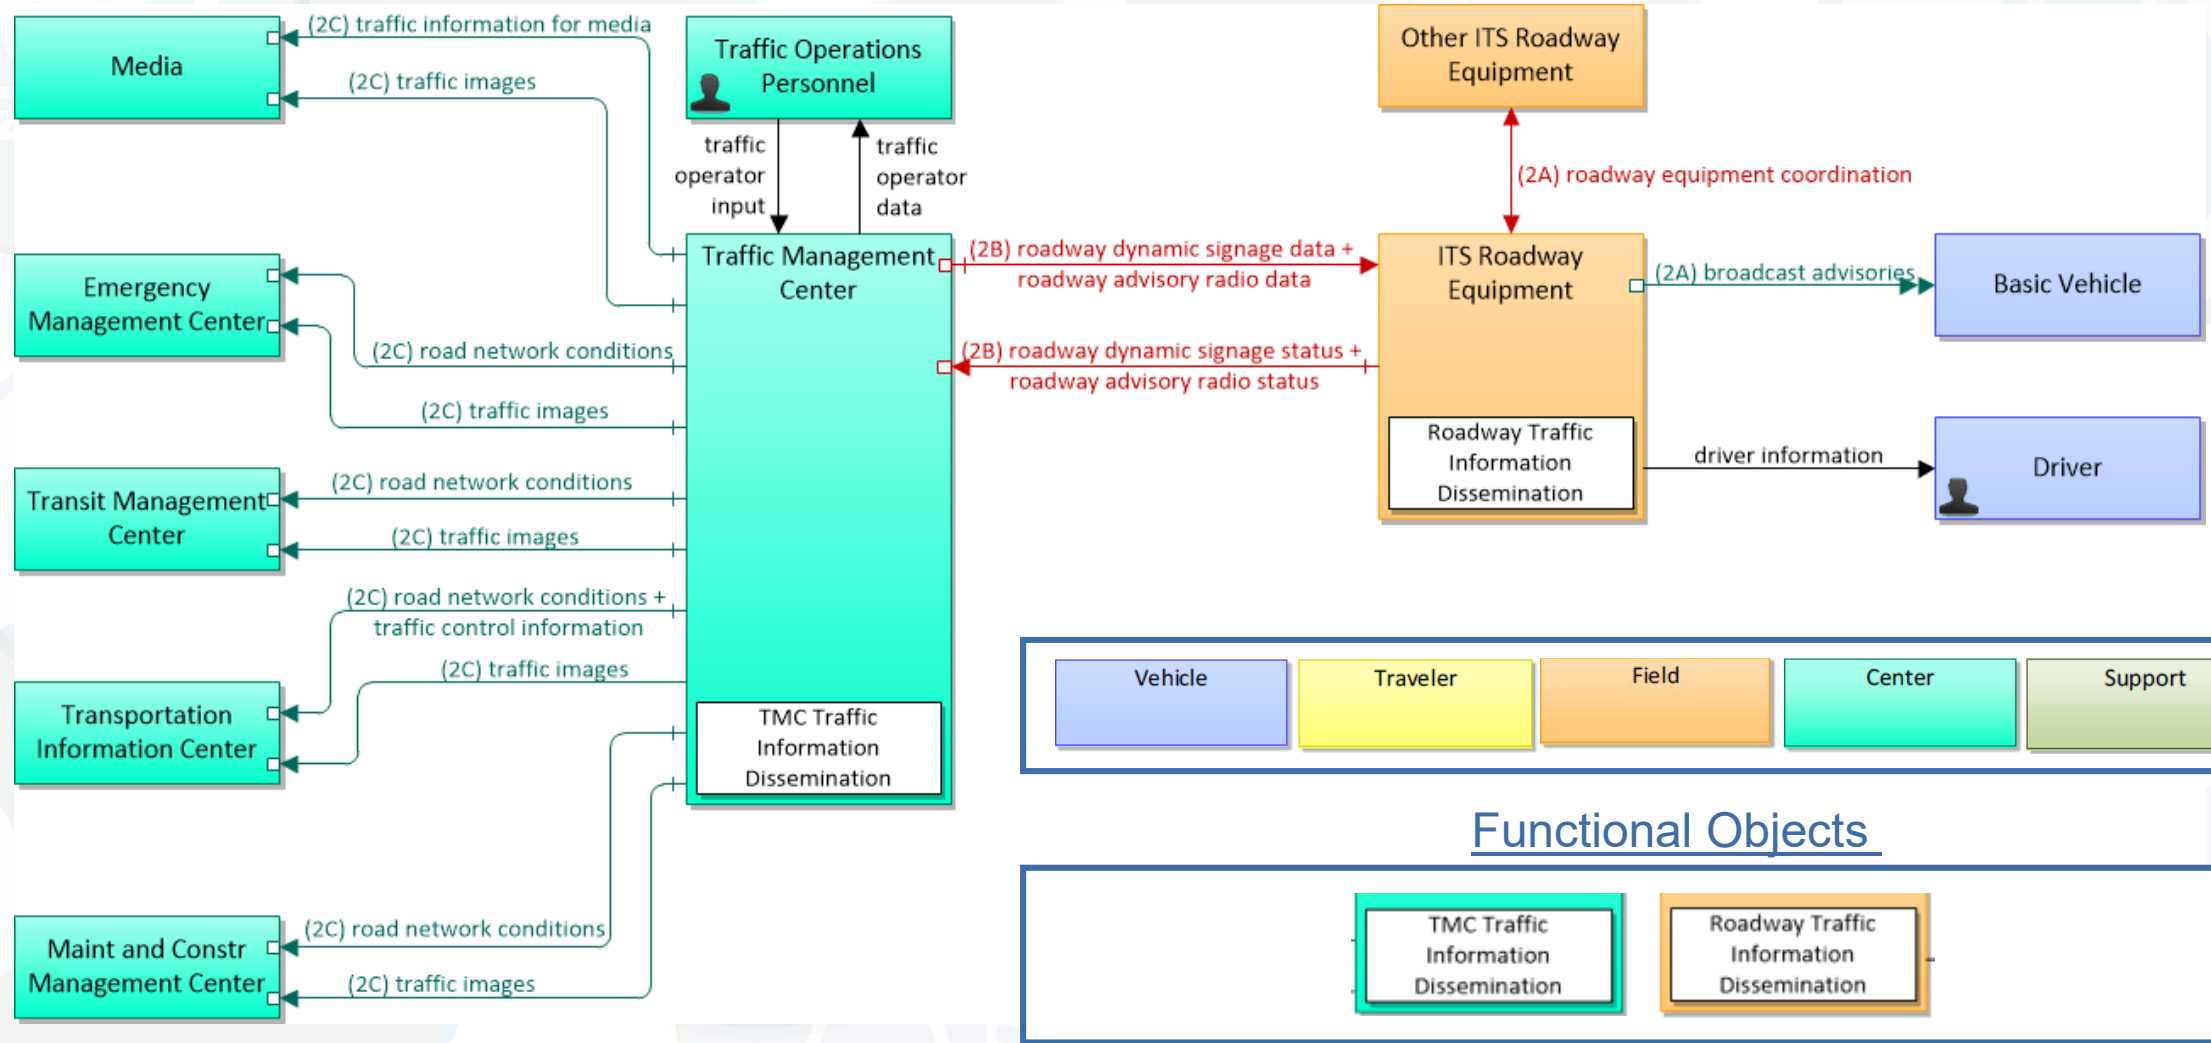 (2C) traffic information for media
Media
(2C) traffic images
Traffic Operations
Personnel
traffic
operator
input
traffic
operator
data
Other ITS Roadway
Equipment
(2A) roadway equipment coordination
Traffic Management
Center
(2B) roadway dynamic signage data +
roadway advisory radio data
(2B) roadway dynamic signage status +
roadway advisory radio status
ITS Roadway
Equipment
(2A) broadcast advisories
Basic Vehicle
Roadway Traffic
Information
Dissemination
driver information
Driver
Emergency
Management Center
(2C) road network conditions
(2C) traffic images
Transit Management
Center
(2C) road network conditions
(2C) traffic images
(2C) road network conditions +
traffic control information
(2C) traffic images
Transportation
Information Center
TMC Traffic
Information
Dissemination
Maint and Constr
Management Center
(2C) road network conditions
(2C) traffic images
Vehicle
Traveler
Field
Center
Support
Functional Objects
TMC Traffic
Information
Dissemination
Roadway Traffic
Information
Dissemination